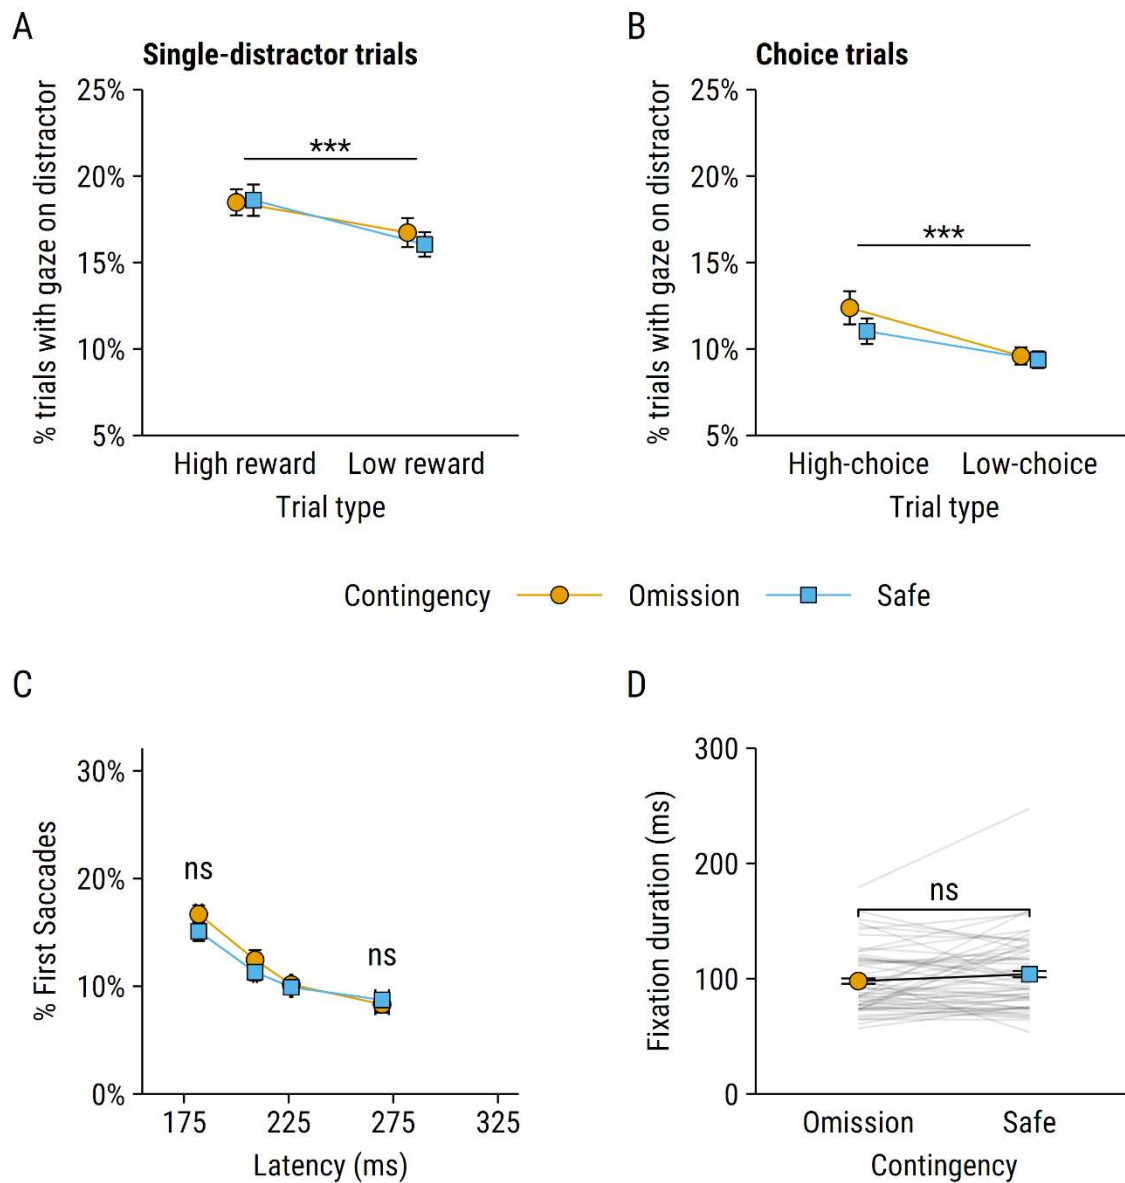 A
Single-distractor trials
% trials with gaze on distractor
25%
20%
15%
10%
5%
***
High reward
Low reward
Trial type
B
Choice trials
% trials with gaze on distractor
25%
20%
15%
10%
5%
***
High-choice
Low-choice
Trial type
Contingency
Omission
Safe
C
% First Saccades
30%
20%
10%
0%
ns
ns
175
225
275
325
Latency (ms)
D
Fixation duration (ms)
300
200
100
0
ns
Omission
Safe
Contingency